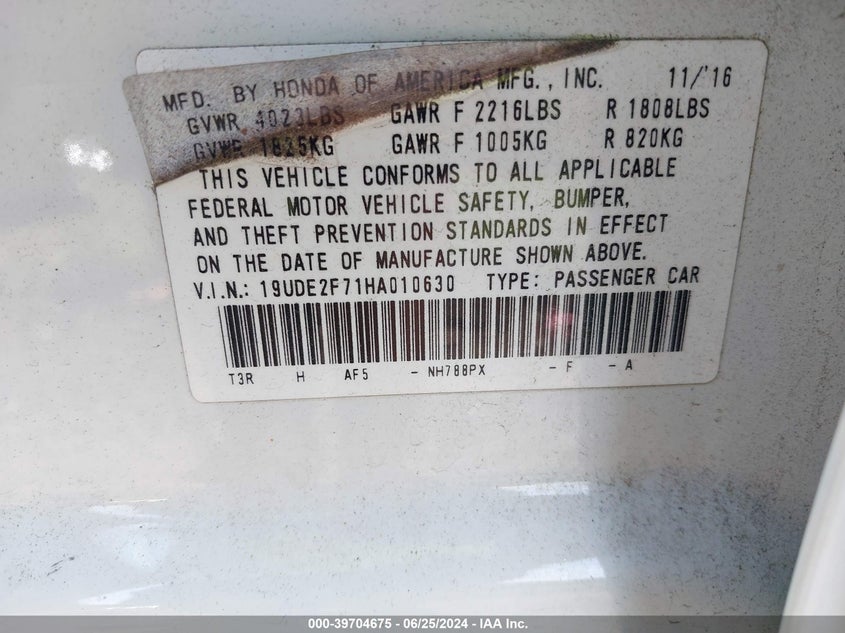 MFD. BY HONDA OF AMERICA MFG., INC. 11/'16
GVWR 4023LBS GAWR F 2216LBS R 1808LBS
GVWR 1825KG GAWR F 1005KG R 820KG
THIS VEHICLE CONFORMS TO ALL APPLICABLE
FEDERAL MOTOR VEHICLE SAFETY, BUMPER,
AND THEFT PREVENTION STANDARDS IN EFFECT
ON THE DATE OF MANUFACTURE SHOWN ABOVE.
V.I.N.: 19UDE2F71HA010630 TYPE: PASSENGER CAR
T3R H AF5 - NH788PX - F - A
000-39704675 - 06/25/2024 - IAA Inc.